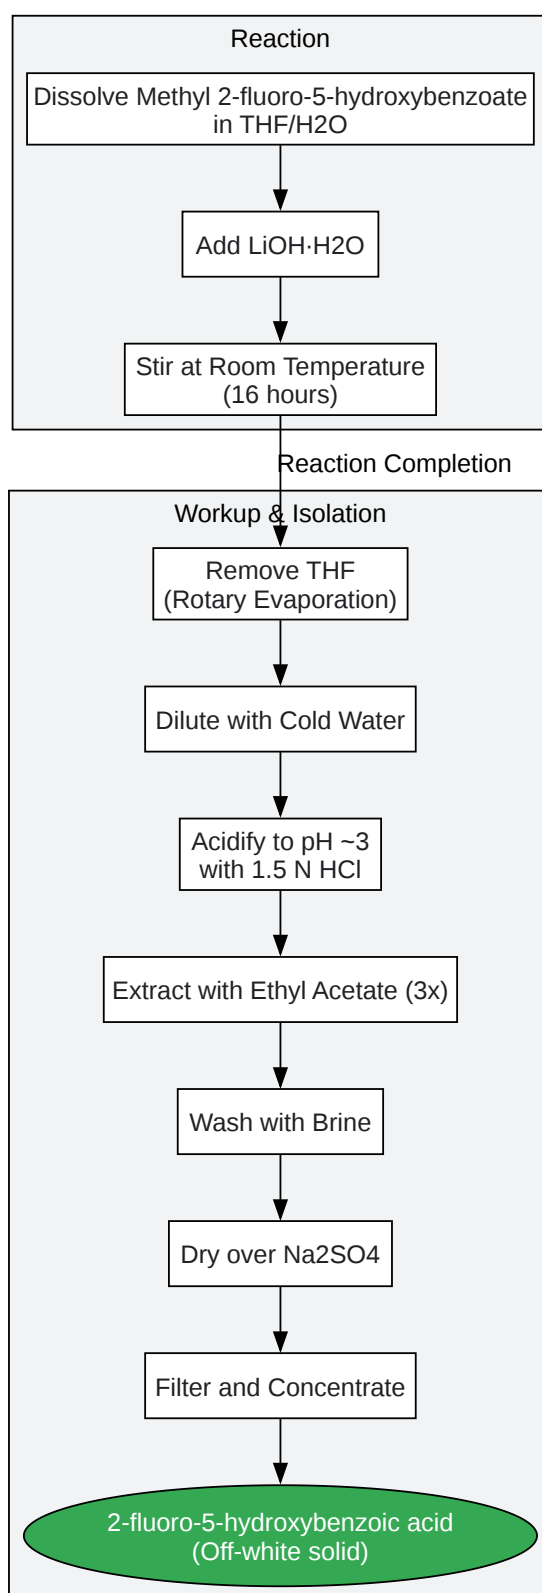 Reaction
Dissolve Methyl 2-fluoro-5-hydroxybenzoate
in THF/H2O
Add LiOH·H2O
Stir at Room Temperature
(16 hours)
Reaction Completion
Workup & Isolation
Remove THF
(Rotary Evaporation)
Dilute with Cold Water
Acidify to pH ~3
with 1.5 N HCl
Extract with Ethyl Acetate (3x)
Wash with Brine
Dry over Na2SO4
Filter and Concentrate
2-fluoro-5-hydroxybenzoic acid
(Off-white solid)